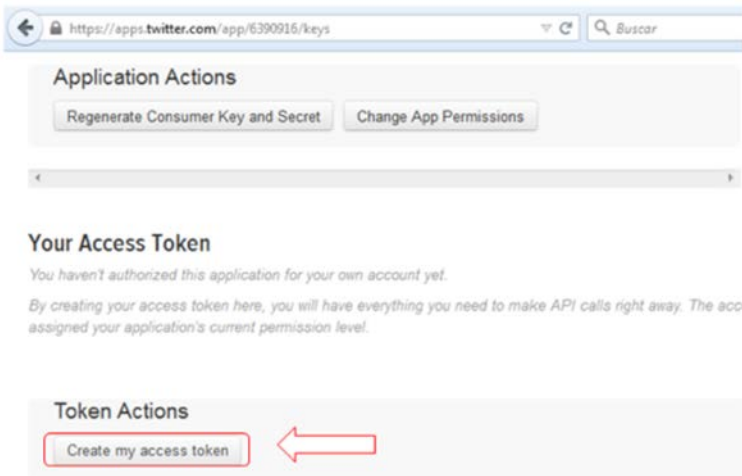 https://apps.twitter.com/app/6390916/keys
Buscar
Application Actions
Regenerate Consumer Key and Secret
Change App Permissions
Your Access Token
You haven't authorized this application for your own account yet.
By creating your access token here, you will have everything you need to make API calls right away. The acc
assigned your application's current permission level.
Token Actions
Create my access token